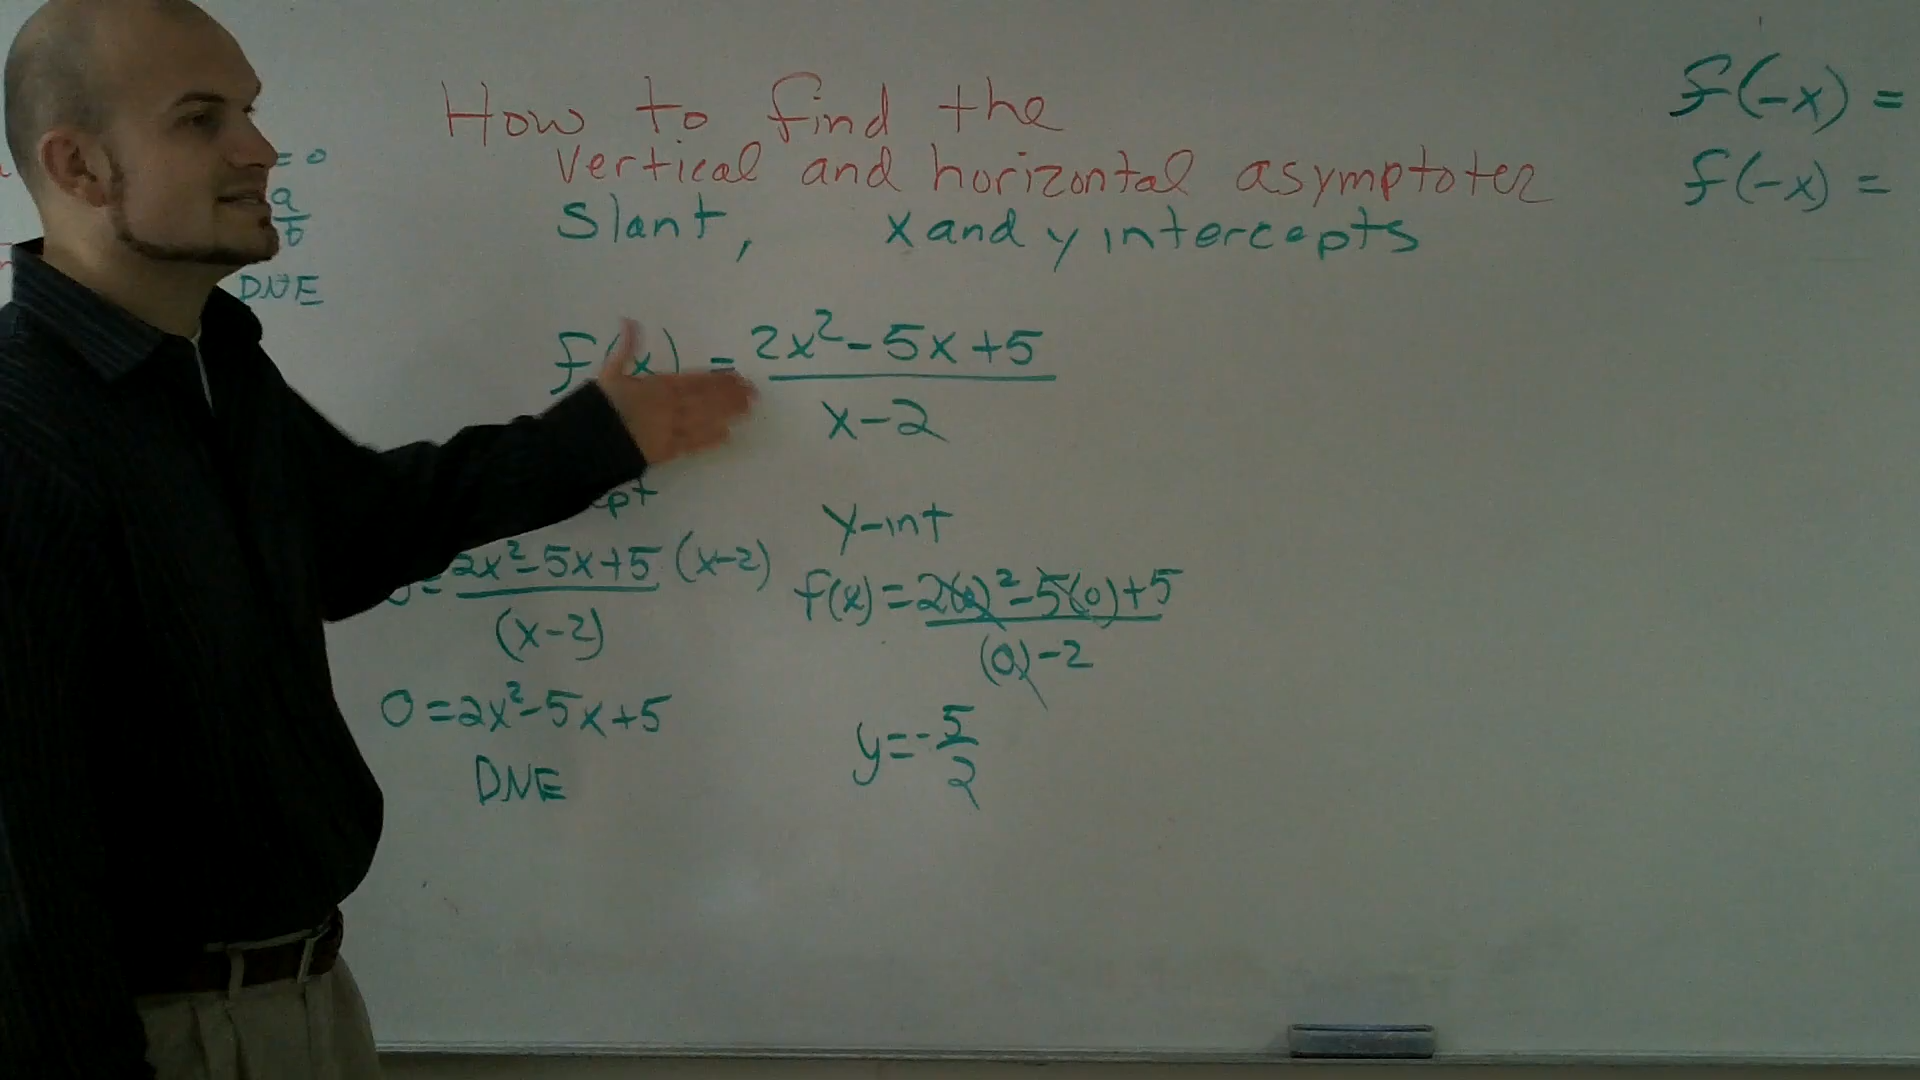 How to find the
vertical and horizontal asymptotes
Slant, x and y intercepts
f(-x) =
f(-x) =
= 0
a
b
DNE
f(x) = 2x²-5x+5
x-2
y-int
2x²-5x+5 (x-2)
(x-2)
0=2x²-5x+5
DNE
f(x)=2(0)²-5(0)+5
(0)-2
y=-5
2